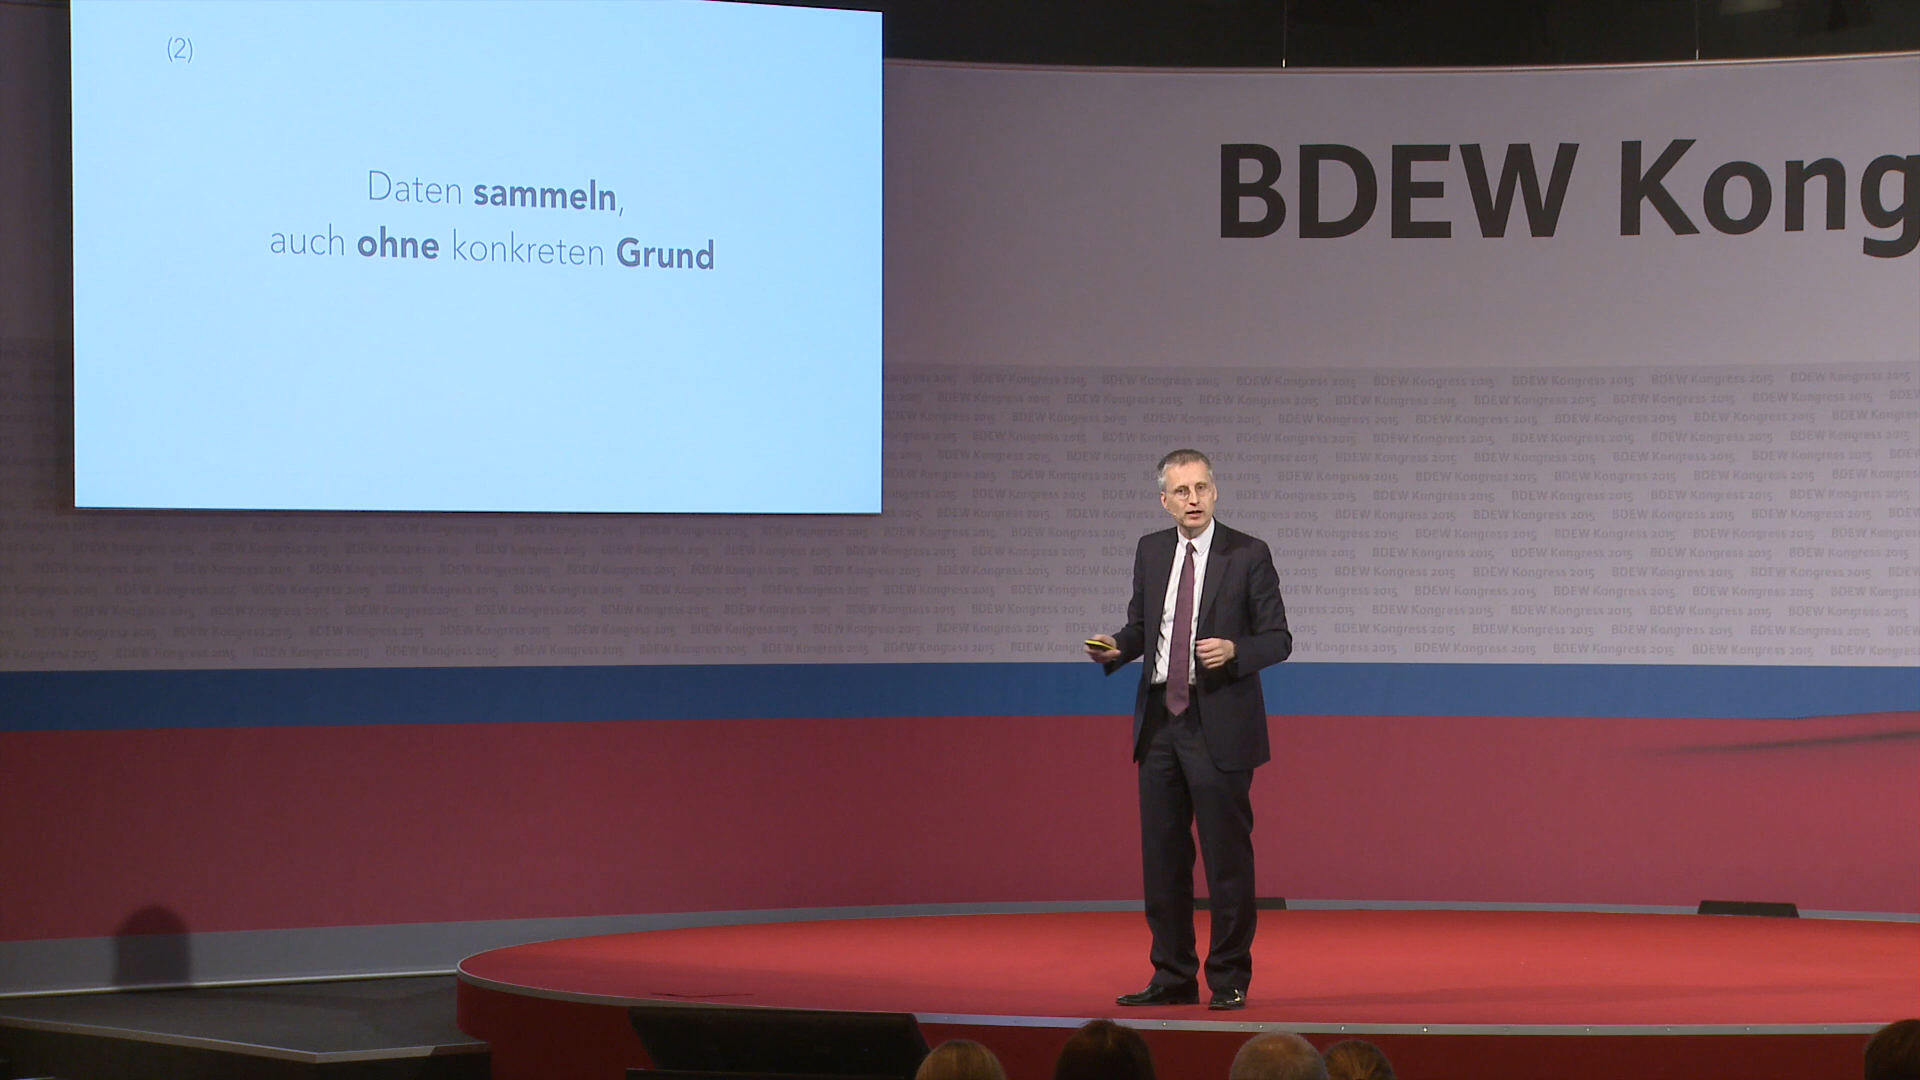 (2)
Daten sammeln,
auch ohne konkreten Grund
BDEW Kong
BDEW Kongress 2015